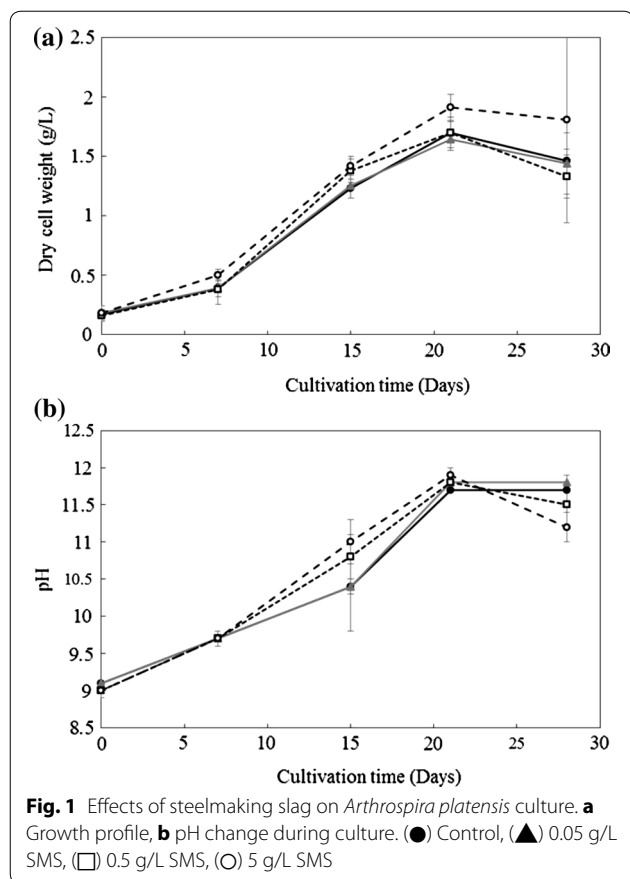 (a)
2.5
2
1.5
1
0.5
0
Dry cell weight (g/L)
0 5 10 15 20 25 30
Cultivation time (Days)
(b)
12.5
12
11.5
11
10.5
10
9.5
9
8.5
pH
0 5 10 15 20 25 30
Cultivation time (Days)
Fig. 1 Effects of steelmaking slag on Arthrospira platensis culture. a
Growth profile, b pH change during culture. (●) Control, (▲) 0.05 g/L
SMS, (□) 0.5 g/L SMS, (○) 5 g/L SMS